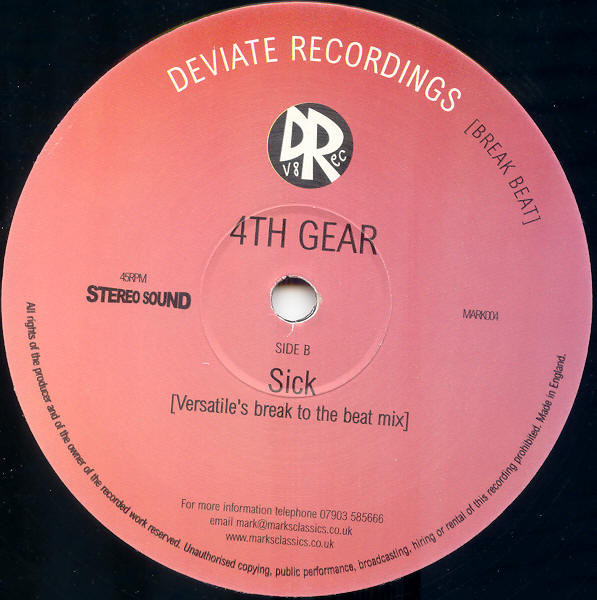 DEVIATE RECORDINGS
[BREAK BEAT]
DR
V8 ec
4TH GEAR
45RPM
STEREO SOUND
MARK004
SIDE B
Sick
[Versatile's break to the beat mix]
For more information telephone 07903 585666
email mark@marksclassics.co.uk
www.marksclassics.co.uk
All rights of the producer and of the owner of the recorded work reserved. Unauthorised copying, public performance, broadcasting, hiring or rental of this recording prohibited. Made in England.